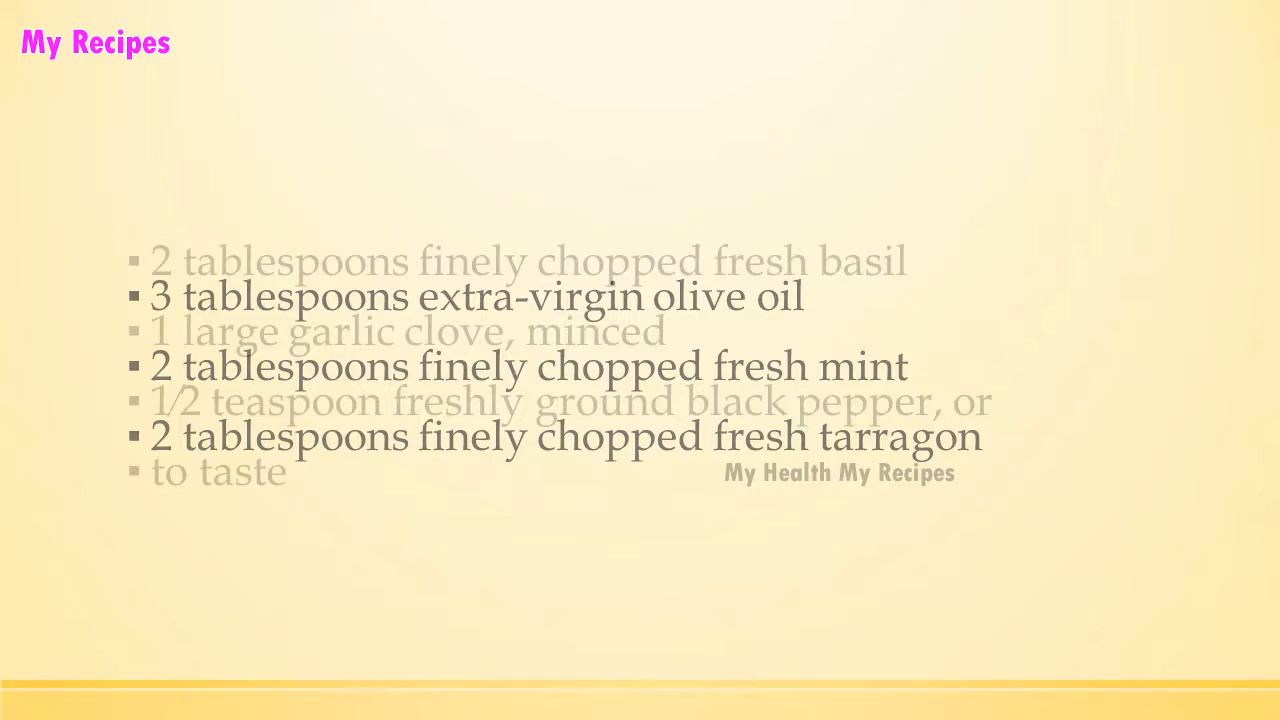 My Recipes
▪ 2 tablespoons finely chopped fresh basil
▪ 3 tablespoons extra-virgin olive oil
▪ 1 large garlic clove, minced
▪ 2 tablespoons finely chopped fresh mint
▪ 1⁄2 teaspoon freshly ground black pepper, or
▪ 2 tablespoons finely chopped fresh tarragon
▪ to taste
My Health My Recipes